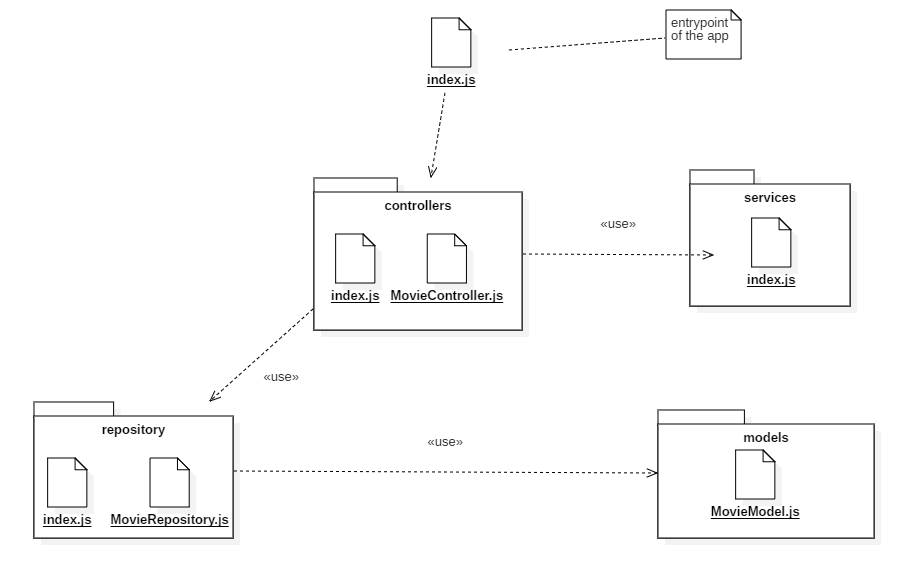 entrypoint
of the app
index.js
controllers
index.js
MovieController.js
«use»
services
index.js
«use»
repository
index.js
MovieRepository.js
«use»
models
MovieModel.js